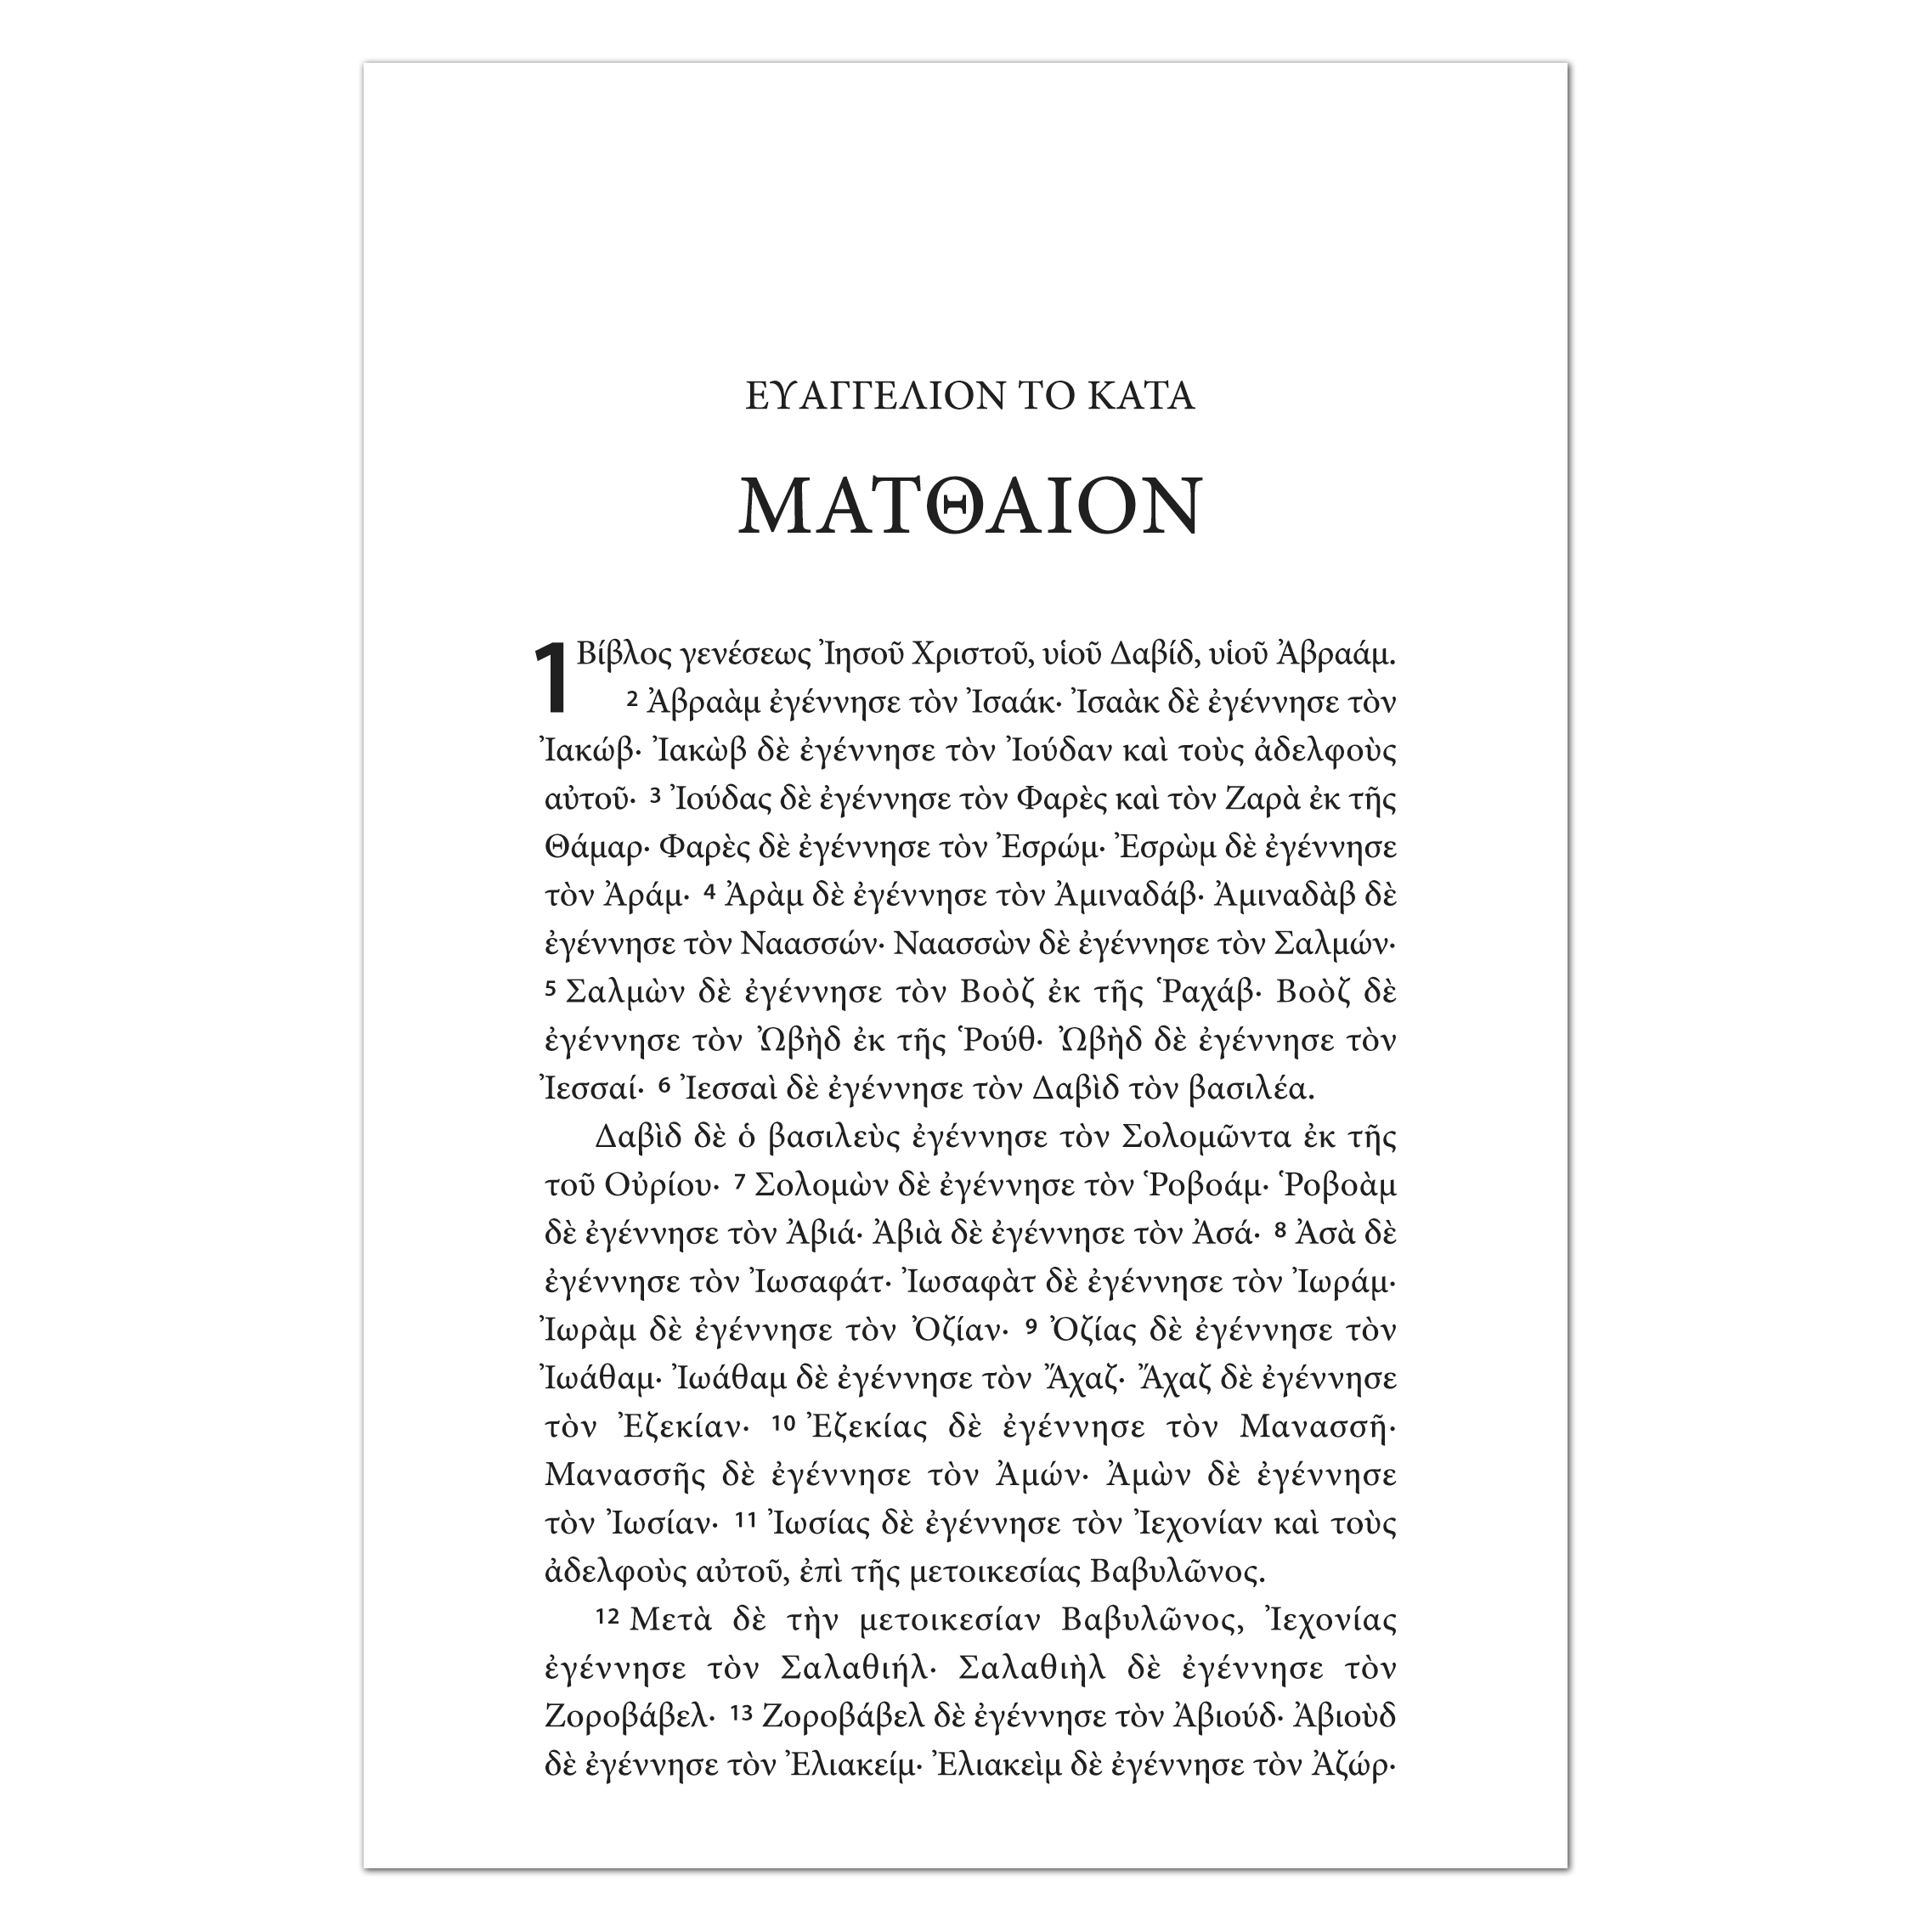 ΕΥΑΓΓΕΛΙΟΝ ΤΟ ΚΑΤΑ
ΜΑΤΘΑΙΟΝ
1 Βίβλος γενέσεως Ἰησοῦ Χριστοῦ, υἱοῦ Δαβίδ, υἱοῦ Ἀβραάμ.
2 Ἀβραὰμ ἐγέννησε τὸν Ἰσαάκ· Ἰσαὰκ δὲ ἐγέννησε τὸν
Ἰακώβ· Ἰακὼβ δὲ ἐγέννησε τὸν Ἰούδαν καὶ τοὺς ἀδελφοὺς
αὐτοῦ· 3 Ἰούδας δὲ ἐγέννησε τὸν Φαρὲς καὶ τὸν Ζαρὰ ἐκ τῆς
Θάμαρ· Φαρὲς δὲ ἐγέννησε τὸν Ἐσρώμ· Ἐσρὼμ δὲ ἐγέννησε
τὸν Ἀράμ· 4 Ἀρὰμ δὲ ἐγέννησε τὸν Ἀμιναδάβ· Ἀμιναδὰβ δὲ
ἐγέννησε τὸν Ναασσών· Ναασσὼν δὲ ἐγέννησε τὸν Σαλμών·
5 Σαλμὼν δὲ ἐγέννησε τὸν Βοὸζ ἐκ τῆς Ῥαχάβ· Βοὸζ δὲ
ἐγέννησε τὸν Ὠβὴδ ἐκ τῆς Ῥούθ· Ὠβὴδ δὲ ἐγέννησε τὸν
Ἰεσσαί· 6 Ἰεσσαὶ δὲ ἐγέννησε τὸν Δαβὶδ τὸν βασιλέα.
Δαβὶδ δὲ ὁ βασιλεὺς ἐγέννησε τὸν Σολομῶντα ἐκ τῆς
τοῦ Οὐρίου· 7 Σολομὼν δὲ ἐγέννησε τὸν Ῥοβοάμ· Ῥοβοὰμ
δὲ ἐγέννησε τὸν Ἀβιά· Ἀβιὰ δὲ ἐγέννησε τὸν Ἀσά· 8 Ἀσὰ δὲ
ἐγέννησε τὸν Ἰωσαφάτ· Ἰωσαφὰτ δὲ ἐγέννησε τὸν Ἰωράμ·
Ἰωρὰμ δὲ ἐγέννησε τὸν Ὀζίαν· 9 Ὀζίας δὲ ἐγέννησε τὸν
Ἰωάθαμ· Ἰωάθαμ δὲ ἐγέννησε τὸν Ἄχαζ· Ἄχαζ δὲ ἐγέννησε
τὸν Ἐζεκίαν· 10 Ἐζεκίας δὲ ἐγέννησε τὸν Μανασσῆ·
Μανασσῆς δὲ ἐγέννησε τὸν Ἀμών· Ἀμὼν δὲ ἐγέννησε
τὸν Ἰωσίαν· 11 Ἰωσίας δὲ ἐγέννησε τὸν Ἰεχονίαν καὶ τοὺς
ἀδελφοὺς αὐτοῦ, ἐπὶ τῆς μετοικεσίας Βαβυλῶνος.
12 Μετὰ δὲ τὴν μετοικεσίαν Βαβυλῶνος, Ἰεχονίας
ἐγέννησε τὸν Σαλαθιήλ· Σαλαθιὴλ δὲ ἐγέννησε τὸν
Ζοροβάβελ· 13 Ζοροβάβελ δὲ ἐγέννησε τὸν Ἀβιούδ· Ἀβιοὺδ
δὲ ἐγέννησε τὸν Ἐλιακείμ· Ἐλιακεὶμ δὲ ἐγέννησε τὸν Ἀζώρ·